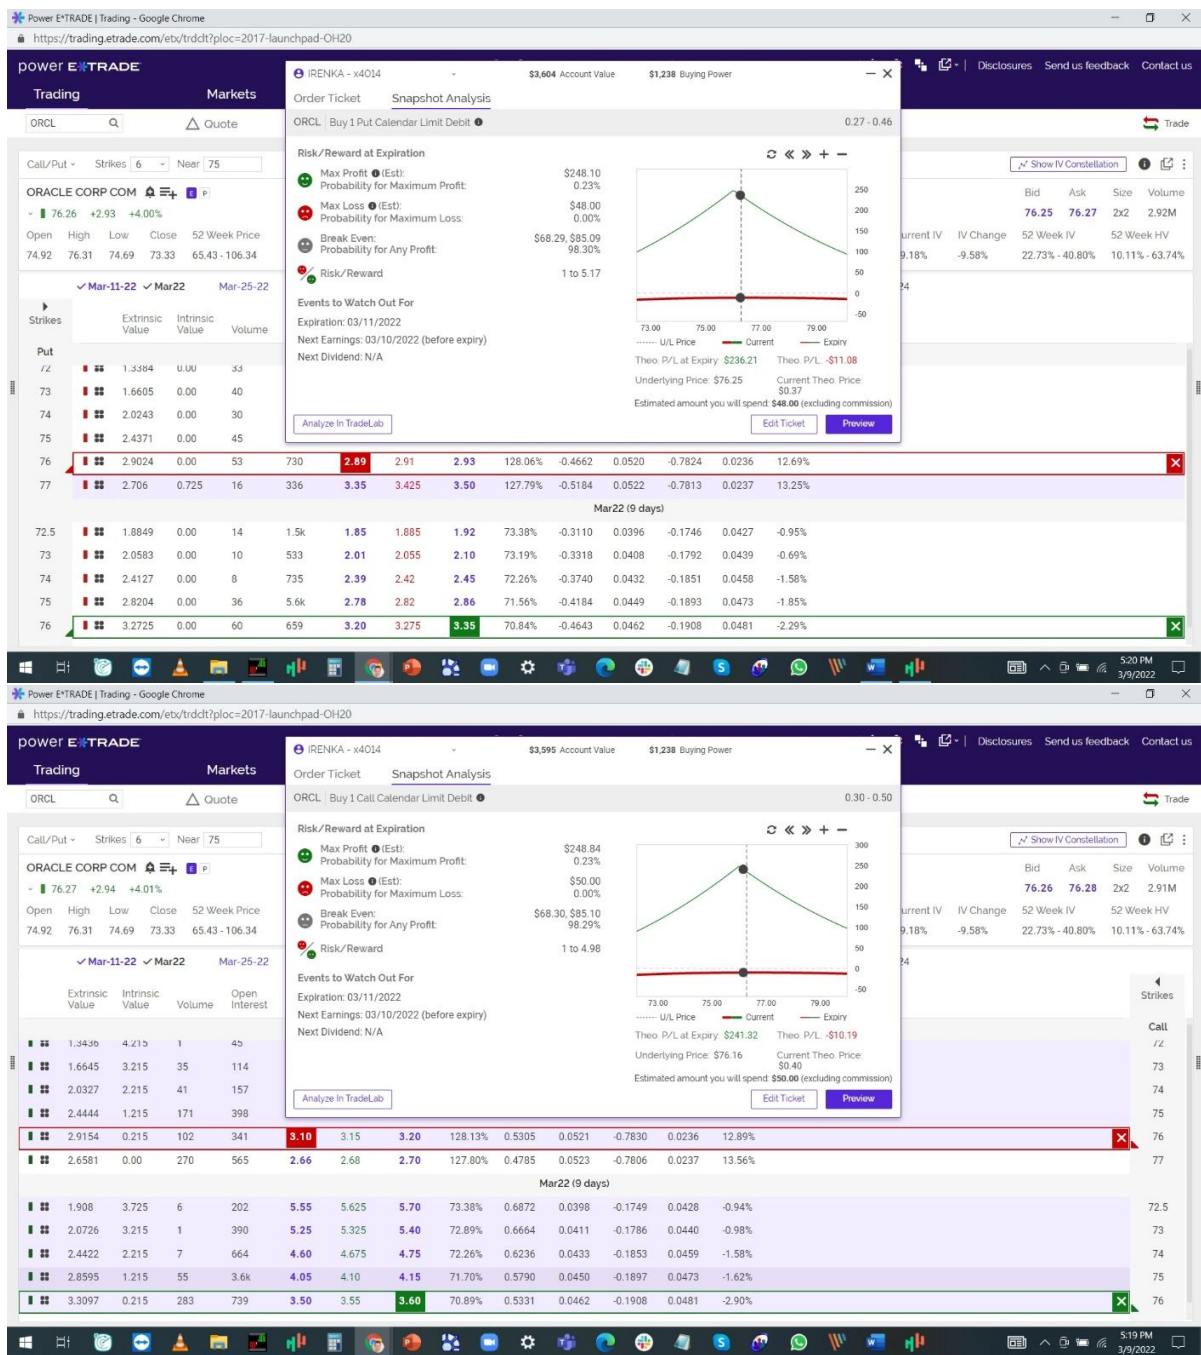 Power E*TRADE | Trading - Google Chrome
https://trading.etrade.com/etx/trdclt?ploc=2017-launchpad-OH20
power E*TRADE
Disclosures Send us feedback Contact us
Trading Markets
ORCL Quote Trade
IRENKA - x4014 $3,604 Account Value $1,238 Buying Power
Order Ticket Snapshot Analysis
ORCL | Buy 1 Put Calendar Limit Debit 0.27 - 0.46
Risk/Reward at Expiration
Max Profit (Est): $248.10
Probability for Maximum Profit: 0.23%
Max Loss (Est): $48.00
Probability for Maximum Loss: 0.00%
Break Even: $68.29, $85.09
Probability for Any Profit: 98.30%
Risk/Reward 1 to 5.17
Events to Watch Out For
Expiration: 03/11/2022
Next Earnings: 03/10/2022 (before expiry)
Next Dividend: N/A
250
200
150
100
50
0
-50
73.00 75.00 77.00 79.00
U/L Price Current Expiry
Theo. P/L at Expiry: $236.21 Theo. P/L: -$11.08
Underlying Price: $76.25 Current Theo. Price: $0.37
Estimated amount you will spend: $48.00 (excluding commission)
Analyze In TradeLab Edit Ticket Preview
Call/Put Strikes 6 Near 75 Show IV Constellation
ORACLE CORP COM E P Bid Ask Size Volume
76.26 +2.93 +4.00% 76.25 76.27 2x2 2.92M
Open High Low Close 52 Week Price urrent IV IV Change 52 Week IV 52 Week HV
74.92 76.31 74.69 73.33 65.43 - 106.34 9.18% -9.58% 22.73% - 40.80% 10.11% - 63.74%
Mar-11-22 Mar22 Mar-25-22 24
Strikes Extrinsic Value Intrinsic Value Volume
Put
72 1.3384 0.00 33
73 1.6605 0.00 40
74 2.0243 0.00 30
75 2.4371 0.00 45
76 2.9024 0.00 53 730 2.89 2.91 2.93 128.06% -0.4662 0.0520 -0.7824 0.0236 12.69%
77 2.706 0.725 16 336 3.35 3.425 3.50 127.79% -0.5184 0.0522 -0.7813 0.0237 13.25%
Mar22 (9 days)
72.5 1.8849 0.00 14 1.5k 1.85 1.885 1.92 73.38% -0.3110 0.0396 -0.1746 0.0427 -0.95%
73 2.0583 0.00 10 533 2.01 2.055 2.10 73.19% -0.3318 0.0408 -0.1792 0.0439 -0.69%
74 2.4127 0.00 8 735 2.39 2.42 2.45 72.26% -0.3740 0.0432 -0.1851 0.0458 -1.58%
75 2.8204 0.00 36 5.6k 2.78 2.82 2.86 71.56% -0.4184 0.0449 -0.1893 0.0473 -1.85%
76 3.2725 0.00 60 659 3.20 3.275 3.35 70.84% -0.4643 0.0462 -0.1908 0.0481 -2.29%
5:20 PM
3/9/2022
Power E*TRADE | Trading - Google Chrome
https://trading.etrade.com/etx/trdclt?ploc=2017-launchpad-OH20
power E*TRADE
Disclosures Send us feedback Contact us
Trading Markets
ORCL Quote Trade
IRENKA - x4014 $3,595 Account Value $1,238 Buying Power
Order Ticket Snapshot Analysis
ORCL | Buy 1 Call Calendar Limit Debit 0.30 - 0.50
Risk/Reward at Expiration
Max Profit (Est): $248.84
Probability for Maximum Profit: 0.23%
Max Loss (Est): $50.00
Probability for Maximum Loss: 0.00%
Break Even: $68.30, $85.10
Probability for Any Profit: 98.29%
Risk/Reward 1 to 4.98
Events to Watch Out For
Expiration: 03/11/2022
Next Earnings: 03/10/2022 (before expiry)
Next Dividend: N/A
300
250
200
150
100
50
0
-50
73.00 75.00 77.00 79.00
U/L Price Current Expiry
Theo. P/L at Expiry: $241.32 Theo. P/L: -$10.19
Underlying Price: $76.16 Current Theo. Price: $0.40
Estimated amount you will spend: $50.00 (excluding commission)
Analyze In TradeLab Edit Ticket Preview
Call/Put Strikes 6 Near 75 Show IV Constellation
ORACLE CORP COM E P Bid Ask Size Volume
76.27 +2.94 +4.01% 76.26 76.28 2x2 2.91M
Open High Low Close 52 Week Price urrent IV IV Change 52 Week IV 52 Week HV
74.92 76.31 74.69 73.33 65.43 - 106.34 9.18% -9.58% 22.73% - 40.80% 10.11% - 63.74%
Mar-11-22 Mar22 Mar-25-22 24
Extrinsic Value Intrinsic Value Volume Open Interest Strikes
Call
1.3436 4.215 1 45 72
1.6645 3.215 35 114 73
2.0327 2.215 41 157 74
2.4444 1.215 171 398 75
2.9154 0.215 102 341 3.10 3.15 3.20 128.13% 0.5305 0.0521 -0.7830 0.0236 12.89% 76
2.6581 0.00 270 565 2.66 2.68 2.70 127.80% 0.4785 0.0523 -0.7806 0.0237 13.56% 77
Mar22 (9 days)
1.908 3.725 6 202 5.55 5.625 5.70 73.38% 0.6872 0.0398 -0.1749 0.0428 -0.94% 72.5
2.0726 3.215 1 390 5.25 5.325 5.40 72.89% 0.6664 0.0411 -0.1786 0.0440 -0.98% 73
2.4422 2.215 7 664 4.60 4.675 4.75 72.26% 0.6236 0.0433 -0.1853 0.0459 -1.58% 74
2.8595 1.215 55 3.6k 4.05 4.10 4.15 71.70% 0.5790 0.0450 -0.1897 0.0473 -1.62% 75
3.3097 0.215 283 739 3.50 3.55 3.60 70.89% 0.5331 0.0462 -0.1908 0.0481 -2.90% 76
5:19 PM
3/9/2022